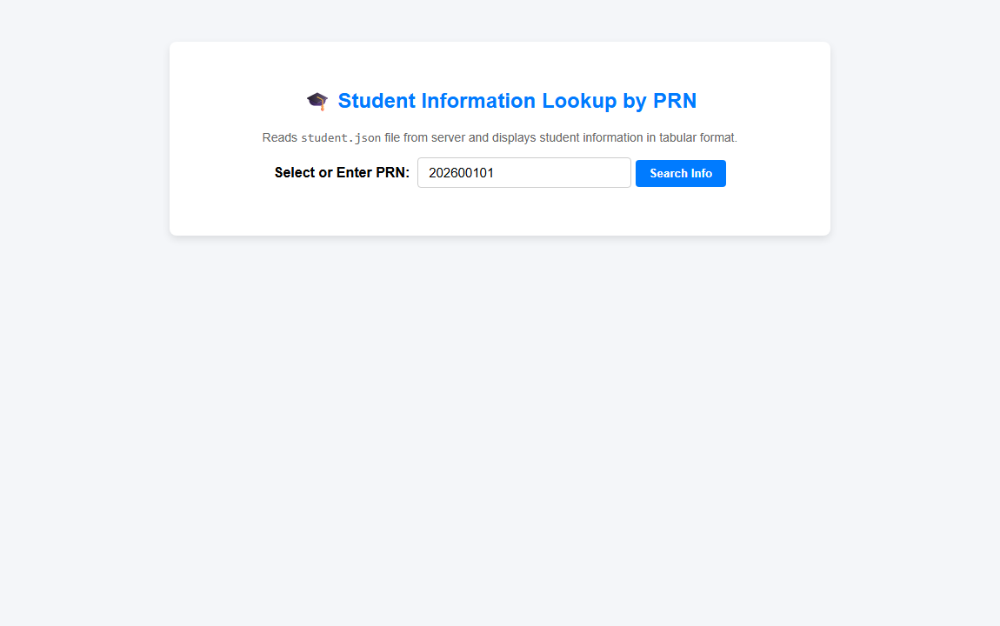 🎓 Student Information Lookup by PRN
Reads student.json file from server and displays student information in tabular format.
Select or Enter PRN: 202600101 Search Info